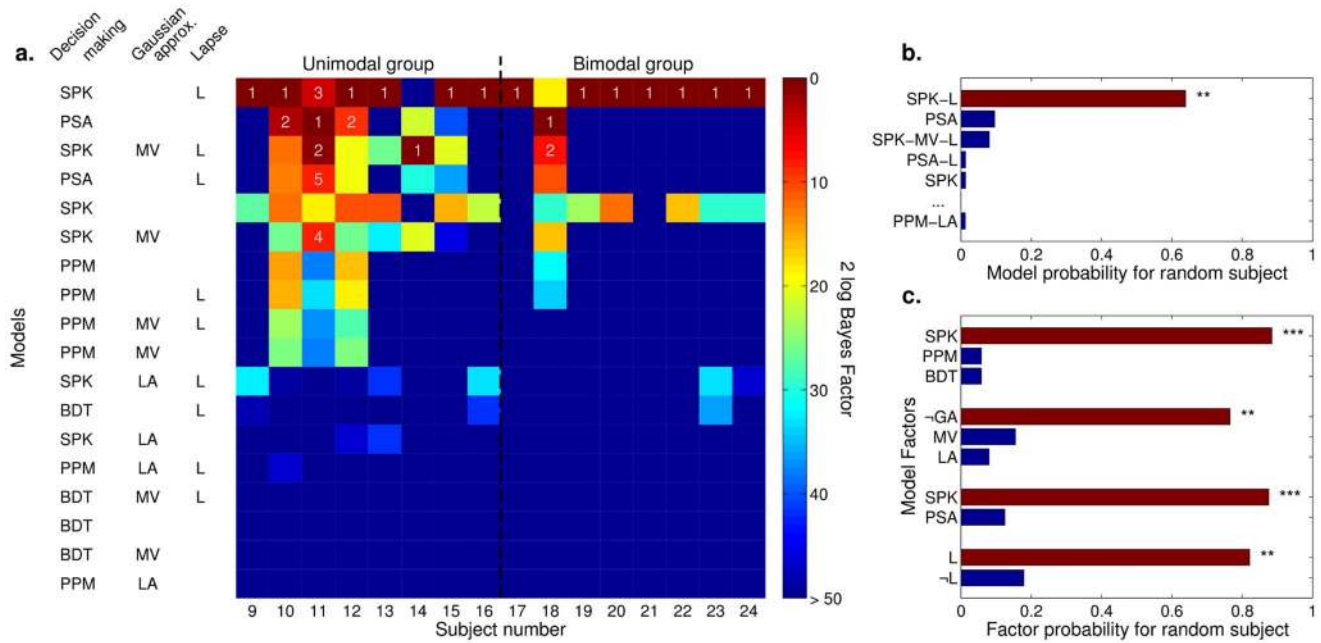 a.
Decision making
Gaussian approx.
Lapse
Unimodal group
Bimodal group
SPK L 1 1 3 1 1 1 1 1 1 1 1 1 1 1
PSA 2 1 2 1
SPK MV L 2 1 2
PSA L 5
SPK
SPK MV 4
PPM
PPM L
PPM MV L
PPM MV
SPK LA L
BDT L
SPK LA
PPM LA L
BDT MV L
BDT
BDT MV
PPM LA
Models
9 10 11 12 13 14 15 16 17 18 19 20 21 22 23 24
Subject number
0
10
20
30
40
> 50
2 log Bayes Factor
b.
SPK−L **
PSA
SPK−MV−L
PSA−L
SPK
...
PPM−LA
0 0.2 0.4 0.6 0.8 1
Model probability for random subject
c.
SPK ***
PPM
BDT
¬GA **
MV
LA
SPK ***
PSA
L **
¬L
Model Factors
0 0.2 0.4 0.6 0.8 1
Factor probability for random subject